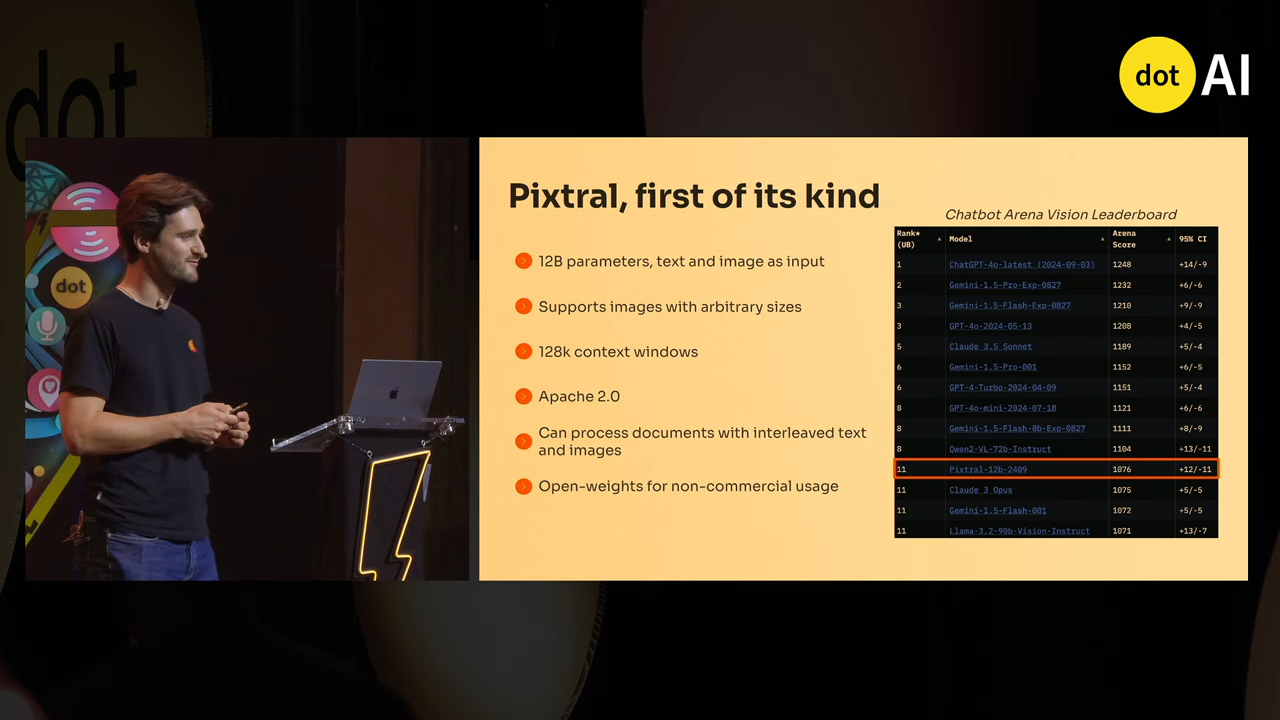 dot
dot AI
dot
Pixtral, first of its kind
12B parameters, text and image as input
Supports images with arbitrary sizes
128k context windows
Apache 2.0
Can process documents with interleaved text
and images
Open-weights for non-commercial usage
Chatbot Arena Vision Leaderboard
Rank* (UB) Model Arena Score 95% CI
1 ChatGPT-4o-latest (2024-09-03) 1248 +14/-9
2 Gemini-1.5-Pro-Exp-0827 1232 +6/-6
3 Gemini-1.5-Flash-Exp-0827 1210 +9/-9
3 GPT-4o-2024-05-13 1208 +4/-5
5 Claude 3.5 Sonnet 1189 +5/-4
6 Gemini-1.5-Pro-001 1152 +6/-5
6 GPT-4-Turbo-2024-04-09 1151 +5/-4
8 GPT-4o-mini-2024-07-18 1121 +6/-6
8 Gemini-1.5-Flash-8b-Exp-0827 1111 +8/-9
8 Qwen2-VL-72b-Instruct 1104 +13/-11
11 Pixtral-12b-2409 1076 +12/-11
11 Claude 3 Opus 1075 +5/-5
11 Gemini-1.5-Flash-001 1072 +5/-5
11 Llama-3.2-90b-Vision-Instruct 1071 +13/-7